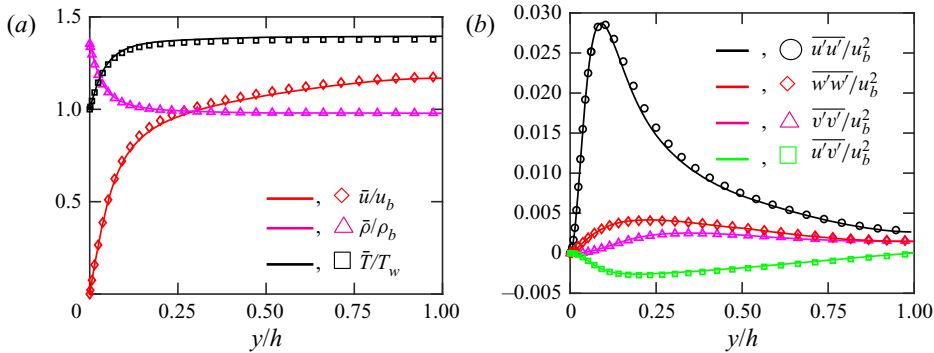 (a)
1.5
1.0
0.5
0
0.25
0.50
0.75
1.00
y/h
, ū/u_b
, ρ̄/ρ_b
, T̄/T_w
(b)
0.030
0.025
0.020
0.015
0.010
0.005
0
−0.005
0
0.25
0.50
0.75
1.00
y/h
, \overline{u′u′}/u_b^2
, \overline{w′w′}/u_b^2
, \overline{v′v′}/u_b^2
, \overline{u′v′}/u_b^2